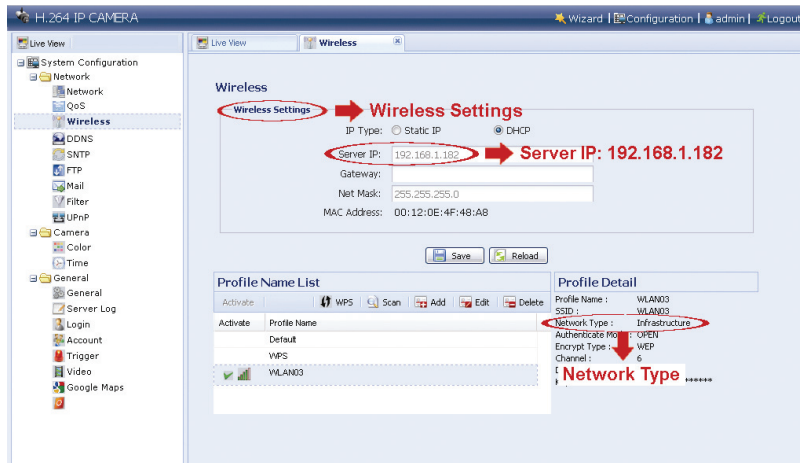 H.264 IP CAMERA
Wizard | Configuration | admin | Logout
Live View
System Configuration
Network
Network
QoS
Wireless
DDNS
SNTP
FTP
Mail
Filter
UPnP
Camera
Color
Time
General
General
Server Log
Login
Account
Trigger
Video
Google Maps
Live View
Wireless
Wireless
Wireless Settings
Wireless Settings
IP Type: Static IP DHCP
Server IP: 192.168.1.182
Server IP: 192.168.1.182
Gateway:
Net Mask: 255.255.255.0
MAC Address: 00:12:0E:4F:48:A8
Save Reload
Profile Name List
Activate WPS Scan Add Edit Delete
Activate Profile Name
Default
WPS
WLAN03
Profile Detail
Profile Name : WLAN03
SSID : WLAN03
Network Type : Infrastructure
Authenticate Mo OPEN
Encrypt Type : WEP
Channel : 6
Network Type
******